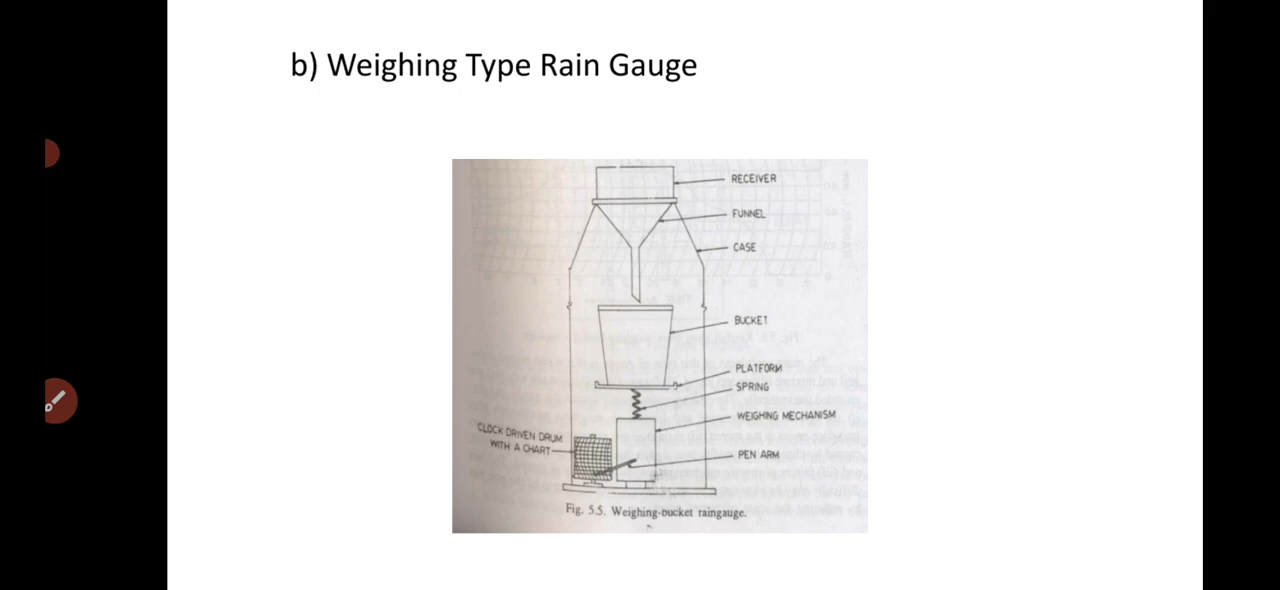 b) Weighing Type Rain Gauge
RECEIVER
FUNNEL
CASE
BUCKET
PLATFORM
SPRING
WEIGHING MECHANISM
CLOCK DRIVEN DRUM
WITH A CHART
PEN ARM
Fig. 5.5. Weighing-bucket raingauge.